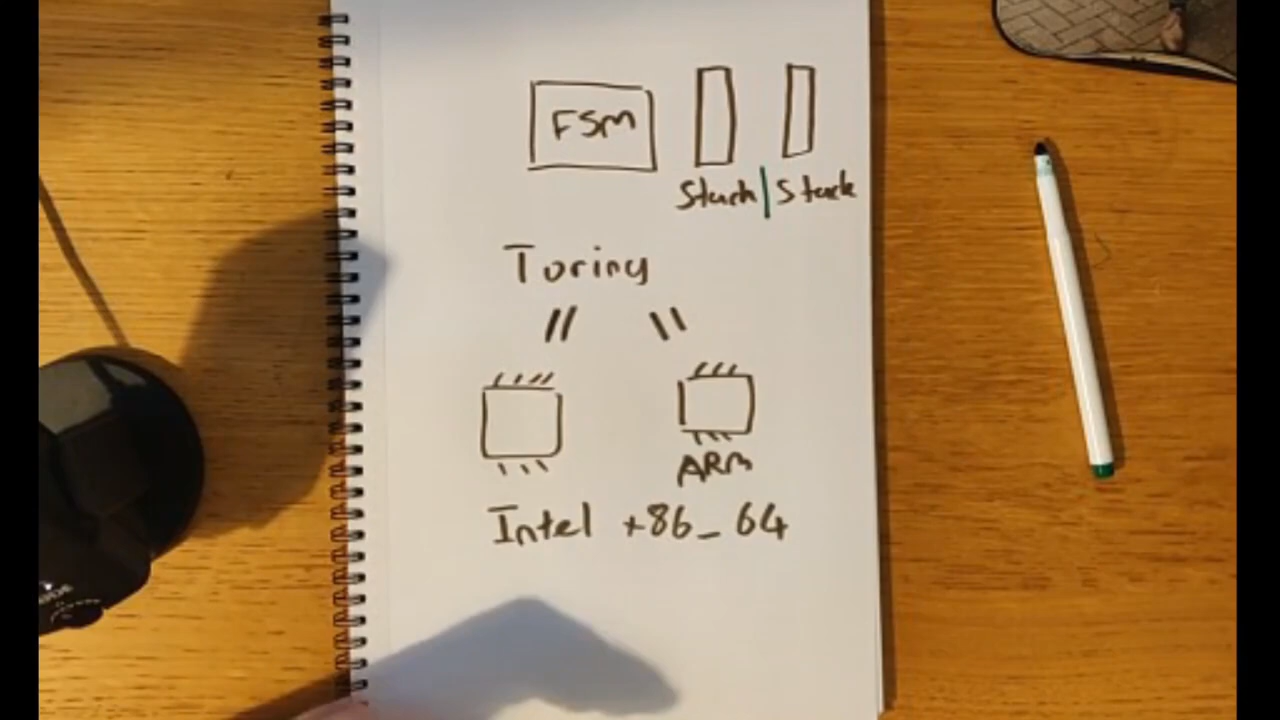 FSM
Stack | Stack
Turing
ARM
Intel x86_64